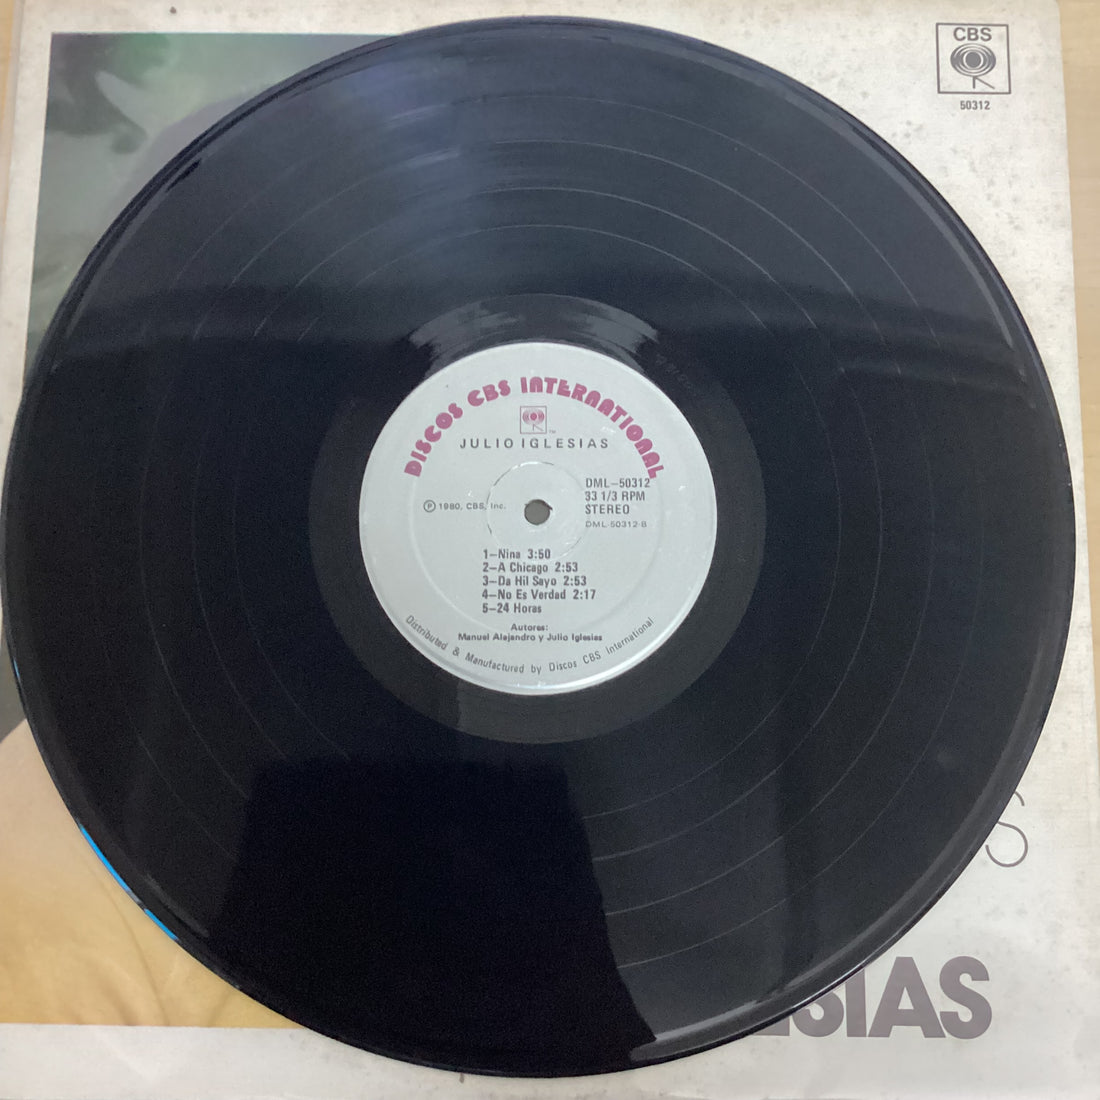 CBS
50312
DISCOS CBS INTERNATIONAL
TM
JULIO IGLESIAS
DML-50312
33 1/3 RPM
STEREO
DML 50312-B
Ⓟ 1980, CBS, Inc.
1-Nina 3:50
2-A Chicago 2:53
3-Da Hil Sayo 2:53
4-No Es Verdad 2:17
5-24 Horas
Autores:
Manuel Alejandro y Julio Iglesias
Distributed & Manufactured by Discos CBS International
S
ESIAS